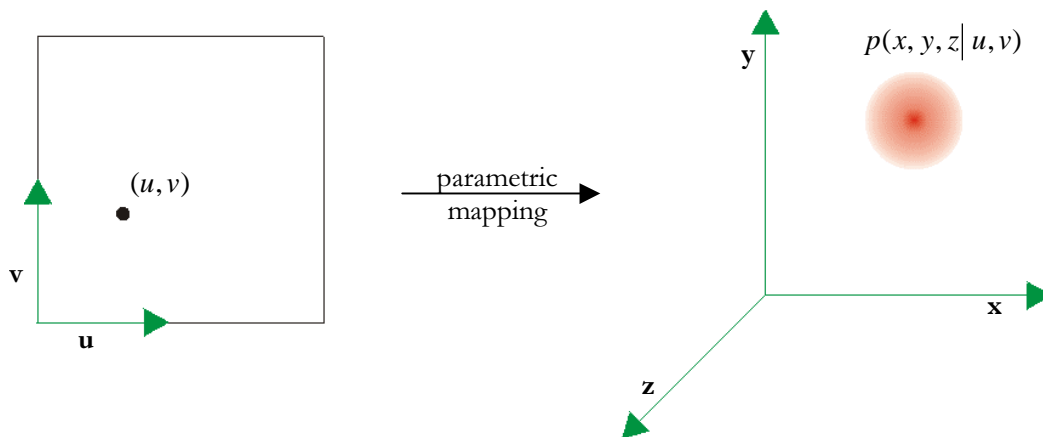 (u, v)
v
u
parametric
mapping
p(x, y, z| u, v)
y
x
z